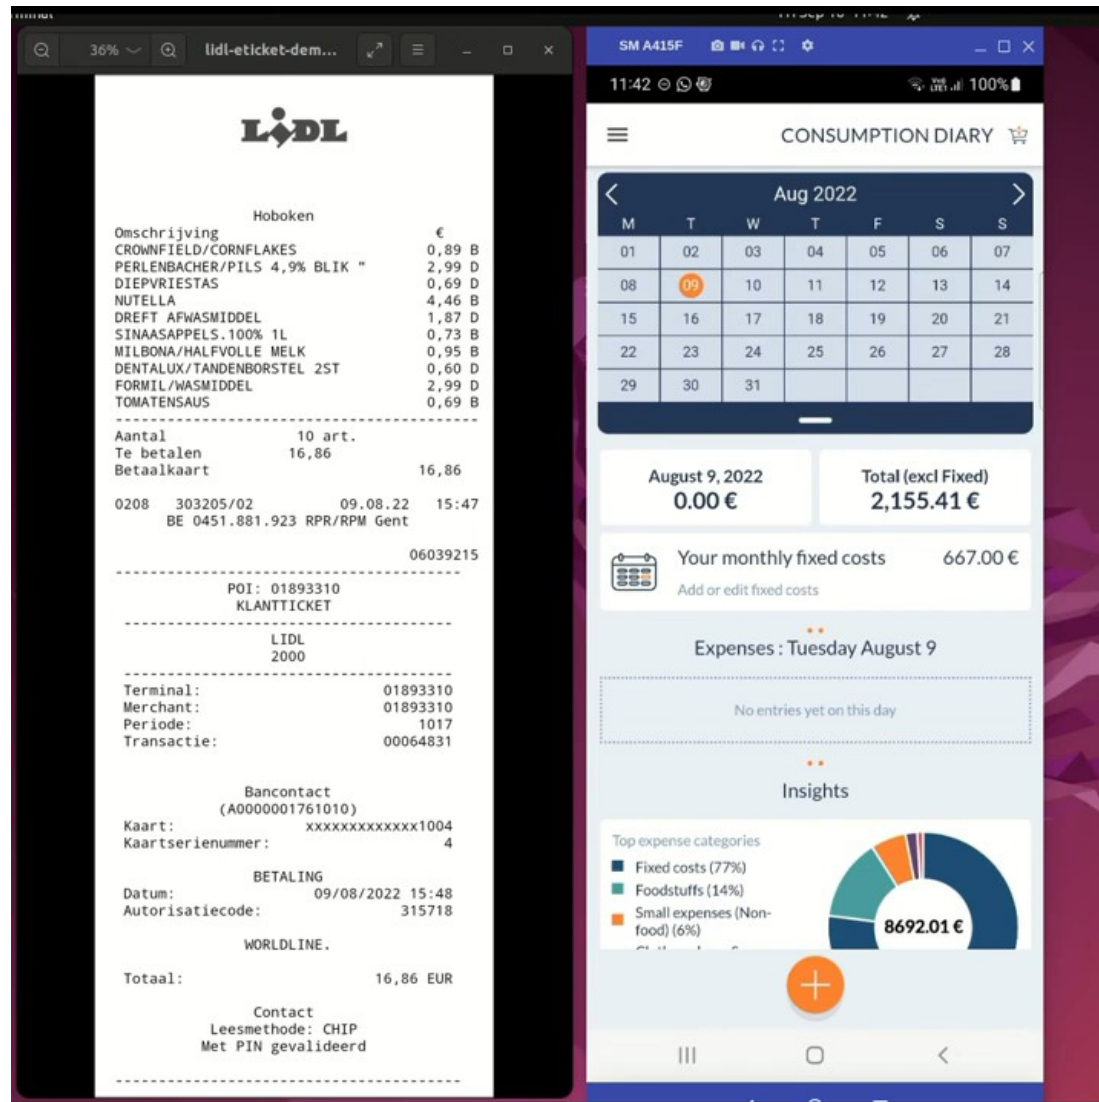 36%
lidl-eticket-dem...
LIDL
Hoboken
Omschrijving €
CROWNFIELD/CORNFLAKES 0,89 B
PERLENBACHER/PILS 4,9% BLIK " 2,99 D
DIEPVRIESTAS 0,69 D
NUTELLA 4,46 B
DREFT AFWASMIDDEL 1,87 D
SINAASAPPELS.100% 1L 0,73 B
MILBONA/HALFVOLLE MELK 0,95 B
DENTALUX/TANDENBORSTEL 2ST 0,60 D
FORMIL/WASMIDDEL 2,99 D
TOMATENSAUS 0,69 B
Aantal 10 art.
Te betalen 16,86
Betaalkaart 16,86
0208 303205/02 09.08.22 15:47
BE 0451.881.923 RPR/RPM Gent
06039215
POI: 01893310
KLANTTICKET
LIDL
2000
Terminal: 01893310
Merchant: 01893310
Periode: 1017
Transactie: 00064831
Bancontact
(A0000001761010)
Kaart: xxxxxxxxxxxxx1004
Kaartserienummer: 4
BETALING
Datum: 09/08/2022 15:48
Autorisatiecode: 315718
WORLDLINE.
Totaal: 16,86 EUR
Contact
Leesmethode: CHIP
Met PIN gevalideerd
SM A415F
11:42 100%
CONSUMPTION DIARY
Aug 2022
M T W T F S S
01 02 03 04 05 06 07
08 09 10 11 12 13 14
15 16 17 18 19 20 21
22 23 24 25 26 27 28
29 30 31
August 9, 2022
0.00 €
Total (excl Fixed)
2,155.41 €
Your monthly fixed costs 667.00 €
Add or edit fixed costs
Expenses : Tuesday August 9
No entries yet on this day
Insights
Top expense categories
Fixed costs (77%)
Foodstuffs (14%)
Small expenses (Non-
food) (6%)
8692.01 €